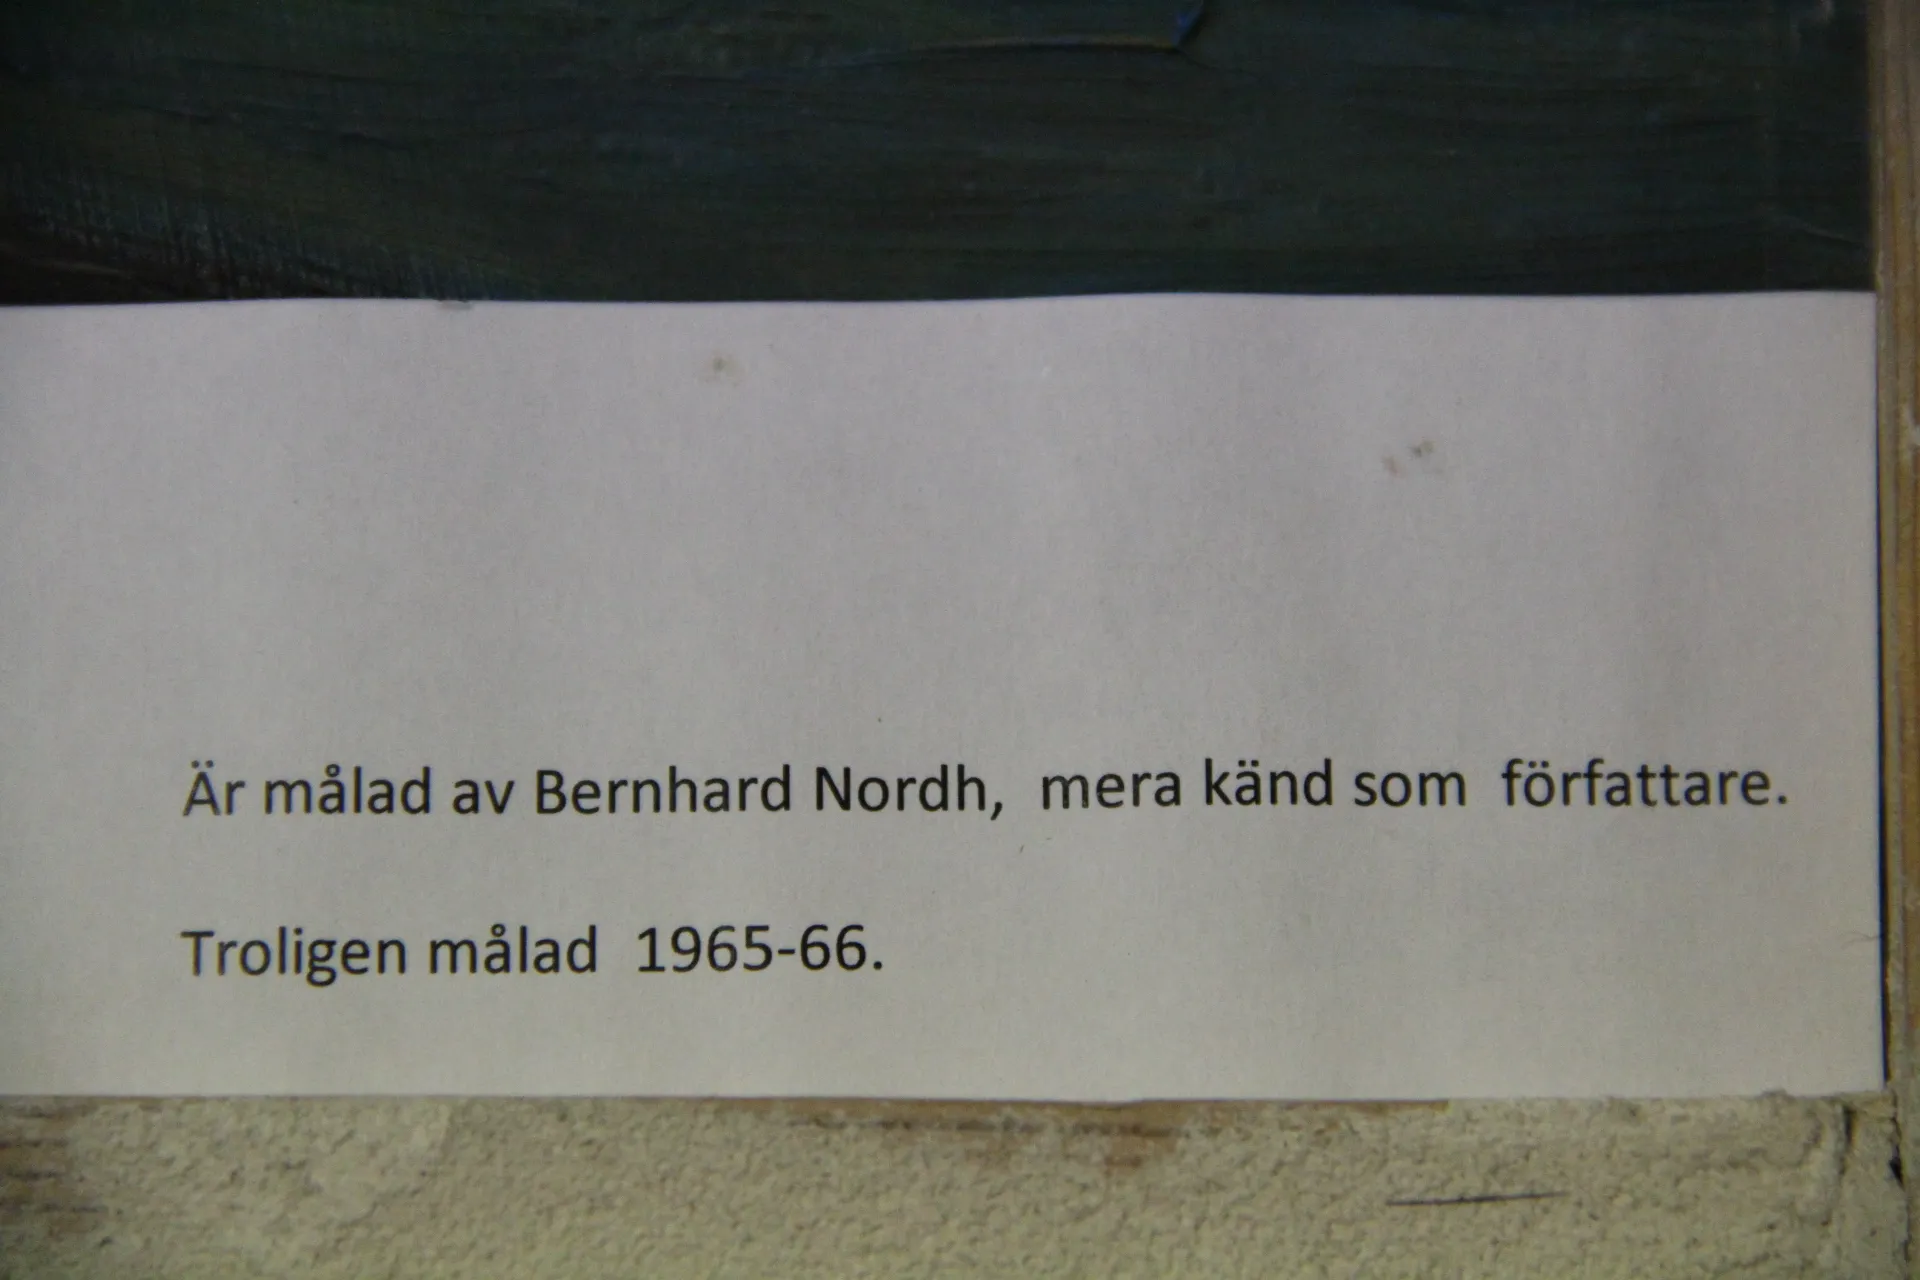 Är målad av Bernhard Nordh, mera känd som författare.
Troligen målad 1965-66.